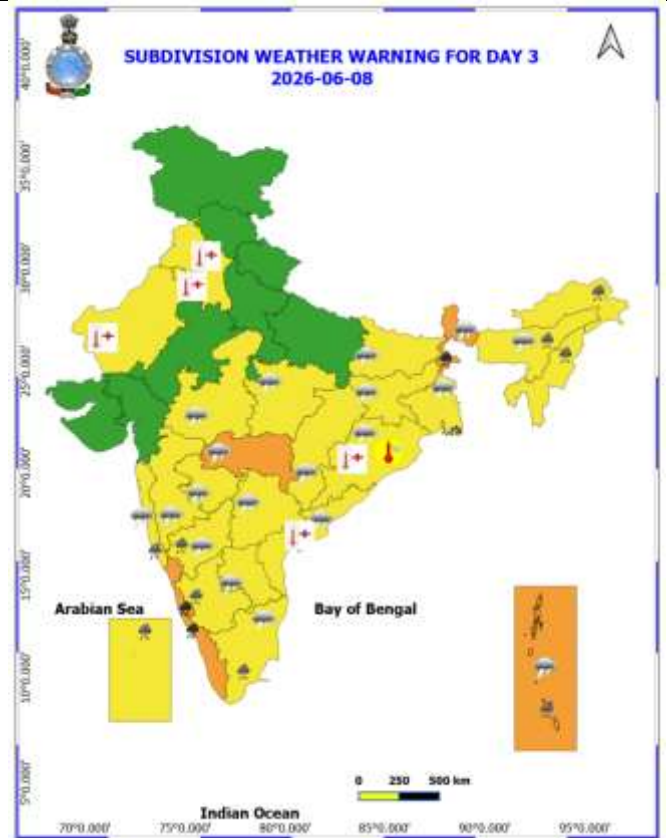 SUBDIVISION WEATHER WARNING FOR DAY 3
2026-06-08
40°0.000'
35°0.000'
30°0.000'
25°0.000'
20°0.000'
15°0.000'
10°0.000'
5°0.000'
Arabian Sea
Bay of Bengal
0 250 500 km
Indian Ocean
70°0.000' 75°0.000' 80°0.000' 85°0.000' 90°0.000' 95°0.000'